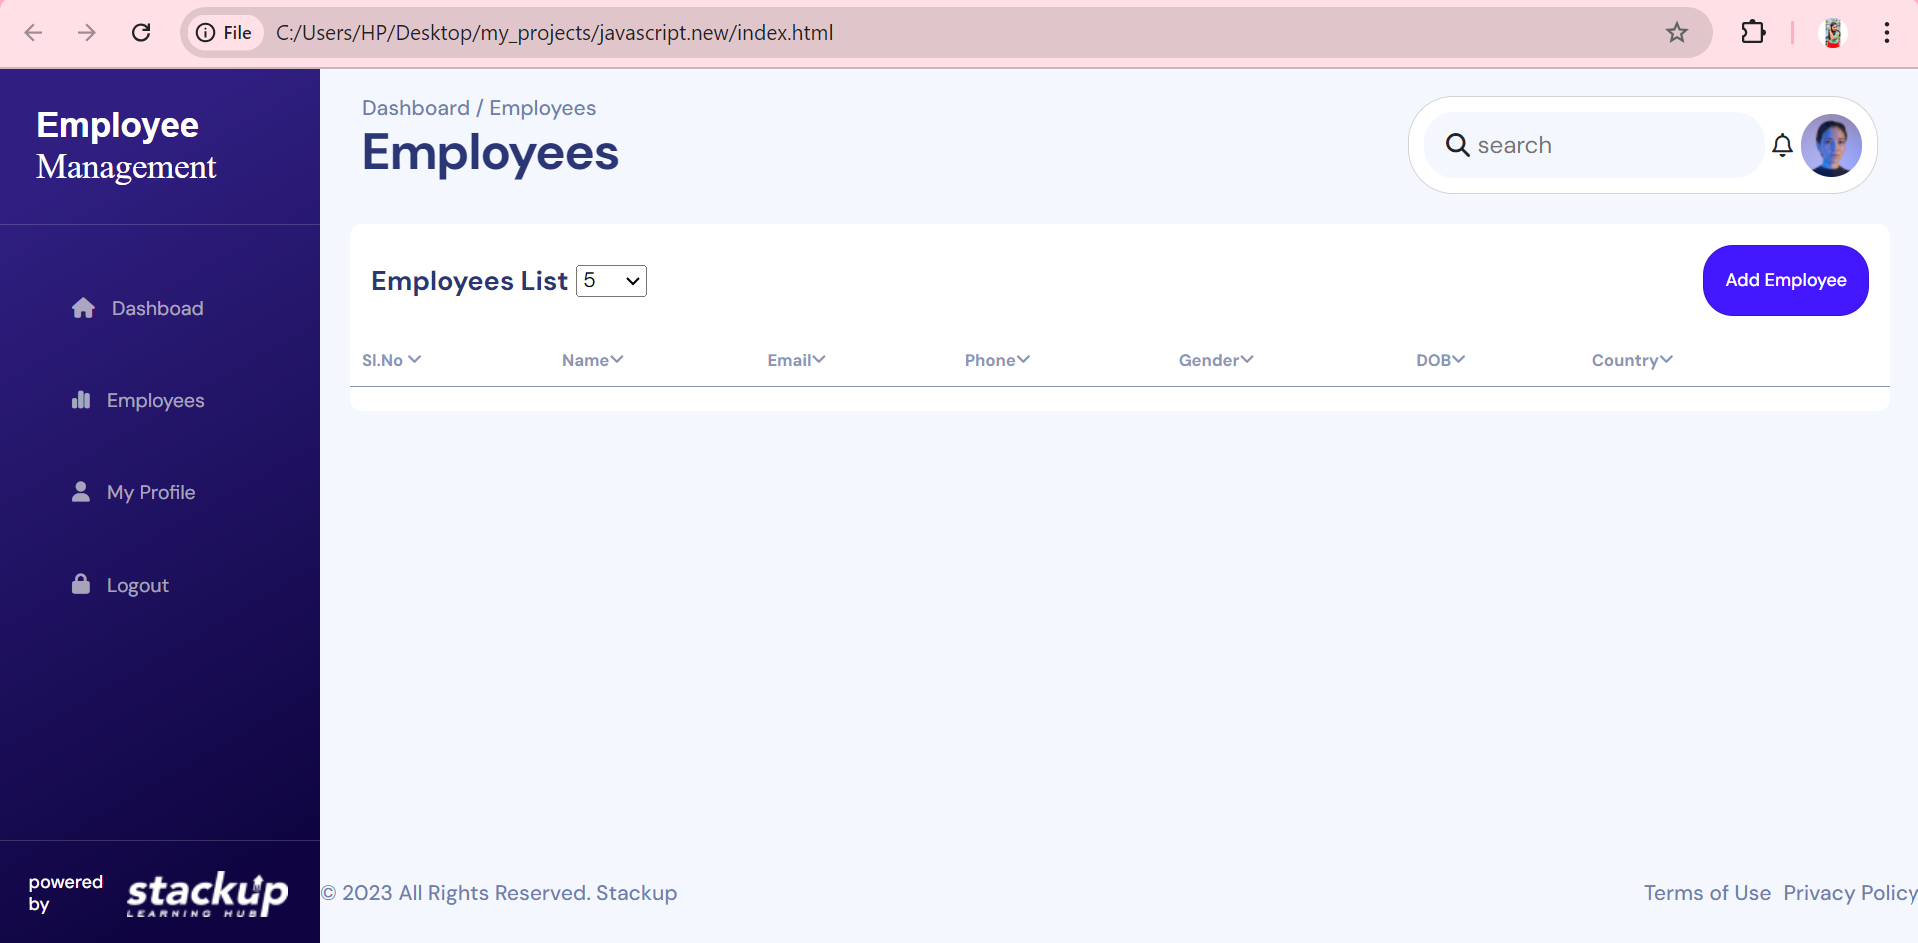 File C:/Users/HP/Desktop/my_projects/javascript.new/index.html
Employee
Management
Dashboad
Employees
My Profile
Logout
powered
by
stackup
LEARNING HUB
Dashboard / Employees
Employees
search
Employees List 5
Add Employee
Sl.No Name Email Phone Gender DOB Country
© 2023 All Rights Reserved. Stackup
Terms of Use Privacy Policy